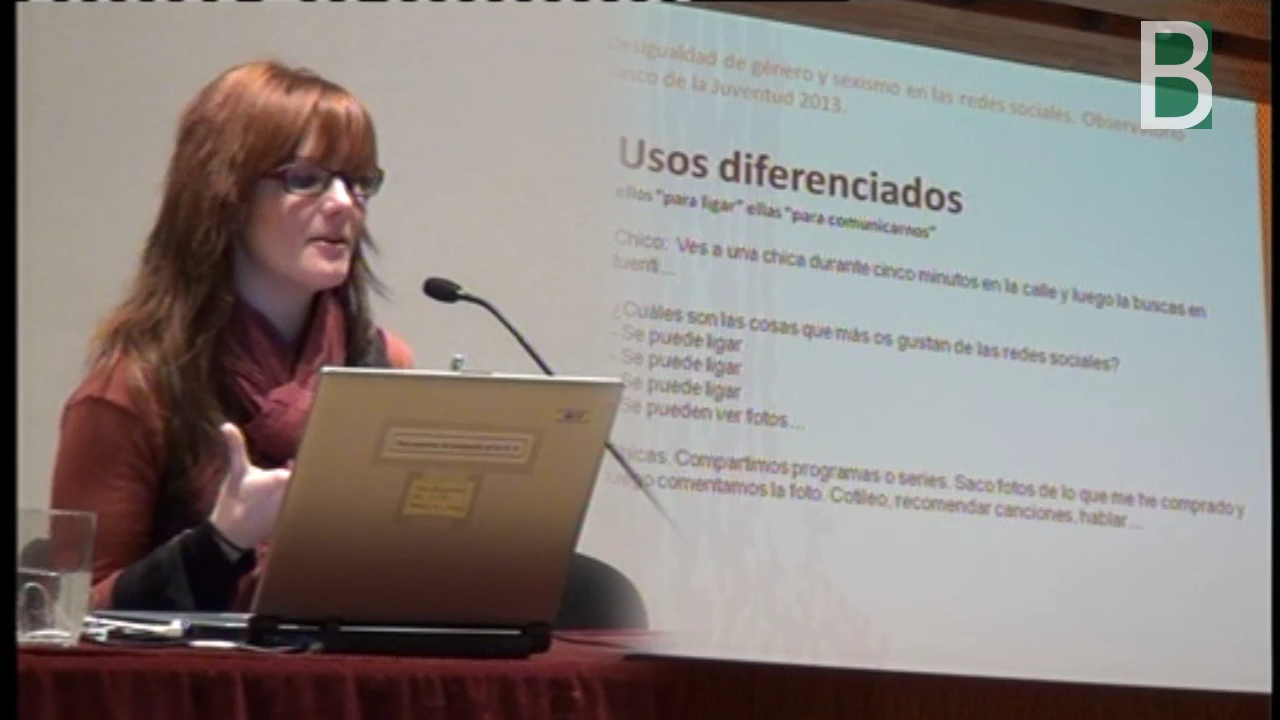 B
Desigualdad de género y sexismo en las redes sociales. Observatorio
Vasco de la Juventud 2013.
Usos diferenciados
ellos "para ligar" ellas "para comunicarnos"
Chico: Ves a una chica durante cinco minutos en la calle y luego la buscas en
tuenti...
¿Cuáles son las cosas que más os gustan de las redes sociales?
- Se puede ligar
- Se puede ligar
- Se puede ligar
- Se pueden ver fotos...
Chicas. Compartimos programas o series. Saco fotos de lo que me he comprado y
luego comentamos la foto. Cotilleo, recomendar canciones, hablar...